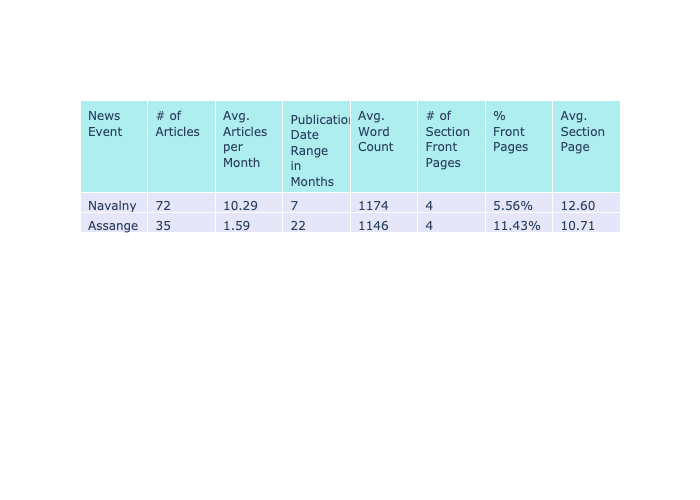 News Event | # of Articles | Avg. Articles per Month | Publication Date Range in Months | Avg. Word Count | # of Section Front Pages | % Front Pages | Avg. Section Page
Navalny | 72 | 10.29 | 7 | 1174 | 4 | 5.56% | 12.60
Assange | 35 | 1.59 | 22 | 1146 | 4 | 11.43% | 10.71